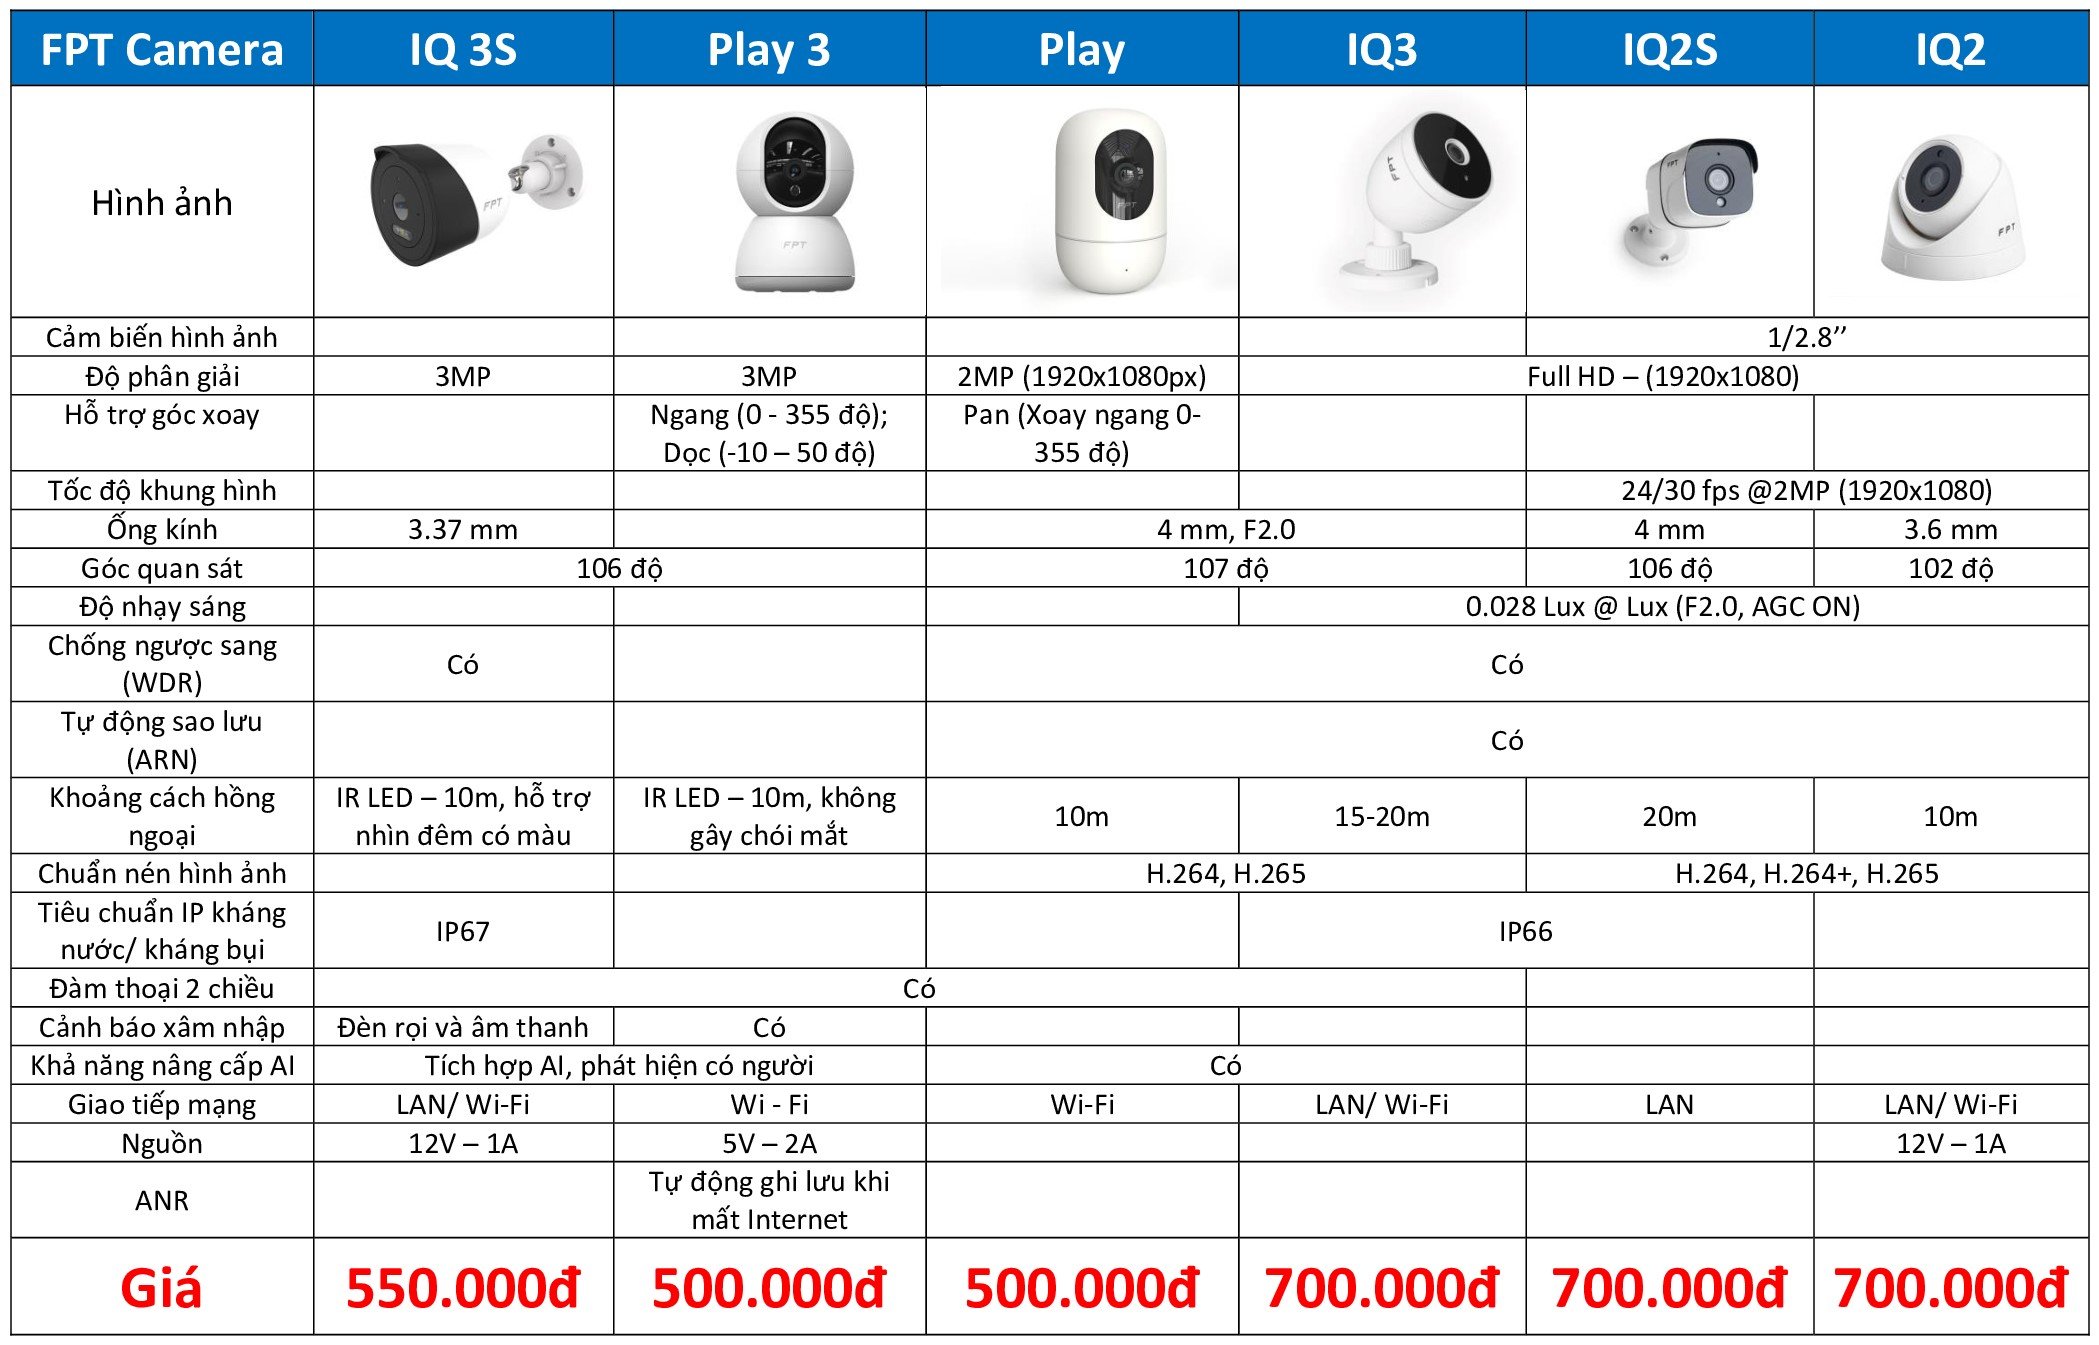 FPT Camera IQ 3S Play 3 Play IQ3 IQ2S IQ2
Hình ảnh
FPT FPT FPT FPT FPT FPT
Cảm biến hình ảnh 1/2.8’’
Độ phân giải 3MP 3MP 2MP (1920x1080px) Full HD – (1920x1080)
Hỗ trợ góc xoay Ngang (0 - 355 độ); Pan (Xoay ngang 0-
Dọc (-10 – 50 độ) 355 độ)
Tốc độ khung hình 24/30 fps @2MP (1920x1080)
Ống kính 3.37 mm 4 mm, F2.0 4 mm 3.6 mm
Góc quan sát 106 độ 107 độ 106 độ 102 độ
Độ nhạy sáng 0.028 Lux @ Lux (F2.0, AGC ON)
Chống ngược sang
(WDR) Có Có
Tự động sao lưu
(ARN) Có
Khoảng cách hồng IR LED – 10m, hỗ trợ IR LED – 10m, không
ngoại nhìn đêm có màu gây chói mắt 10m 15-20m 20m 10m
Chuẩn nén hình ảnh H.264, H.265 H.264, H.264+, H.265
Tiêu chuẩn IP kháng
nước/ kháng bụi IP67 IP66
Đàm thoại 2 chiều Có
Cảnh báo xâm nhập Đèn rọi và âm thanh Có
Khả năng nâng cấp AI Tích hợp AI, phát hiện có người Có
Giao tiếp mạng LAN/ Wi-Fi Wi - Fi Wi-Fi LAN/ Wi-Fi LAN LAN/ Wi-Fi
Nguồn 12V – 1A 5V – 2A 12V – 1A
ANR Tự động ghi lưu khi
mất Internet
Giá 550.000đ 500.000đ 500.000đ 700.000đ 700.000đ 700.000đ